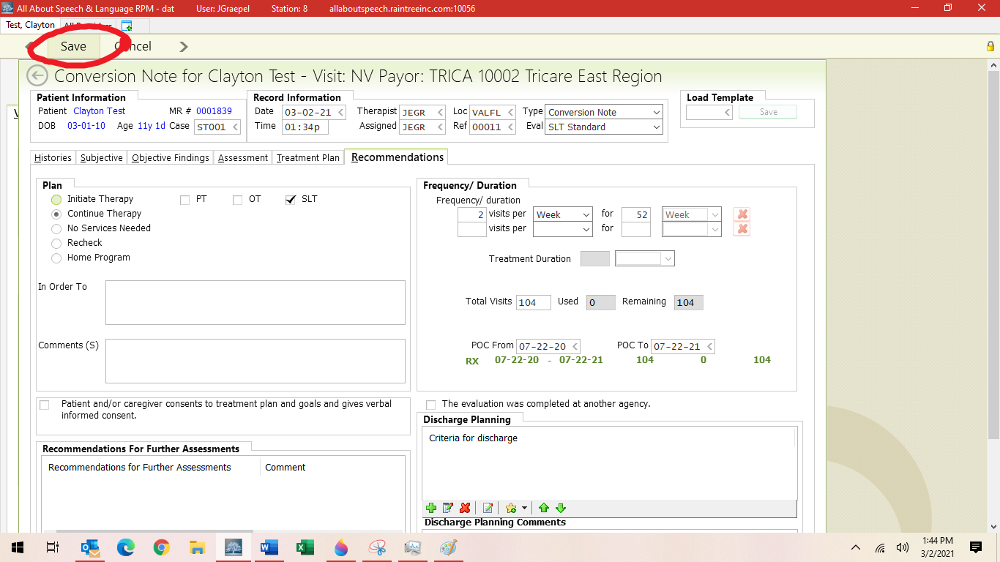 All About Speech & Language RPM - dat User: JGraepel Station: 8 allaboutspeech.raintreeinc.com:10056
Test, Clayton All Providers
Save Cancel
Conversion Note for Clayton Test - Visit: NV Payor: TRICA 10002 Tricare East Region
Patient Information Record Information Load Template
Patient Clayton Test MR # 0001839 Date 03-02-21 Therapist JEGR Loc VALFL Type Conversion Note Save
DOB 03-01-10 Age 11y 1d Case ST001 Time 01:34p Assigned JEGR Ref 00011 Eval SLT Standard
Histories Subjective Objective Findings Assessment Treatment Plan Recommendations
Plan
Initiate Therapy PT OT SLT
Continue Therapy
No Services Needed
Recheck
Home Program
In Order To
Comments (S)
Frequency/ Duration
Frequency/ duration
2 visits per Week for 52 Week
visits per for
Treatment Duration
Total Visits 104 Used 0 Remaining 104
POC From 07-22-20 POC To 07-22-21
RX 07-22-20 - 07-22-21 104 0 104
Patient and/or caregiver consents to treatment plan and goals and gives verbal
informed consent.
The evaluation was completed at another agency.
Recommendations For Further Assessments
Recommendations for Further Assessments Comment
Discharge Planning
Criteria for discharge
Discharge Planning Comments
1:44 PM
3/2/2021